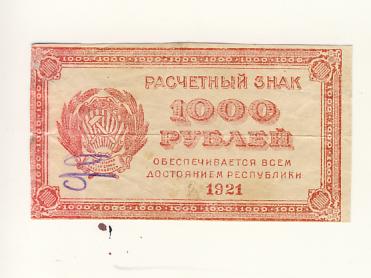 РАСЧЕТНЫЙ ЗНАК
1000
РУБЛЕЙ
ОБЕСПЕЧИВАЕТСЯ ВСЕМ
ДОСТОЯНИЕМ РЕСПУБЛИКИ
1921